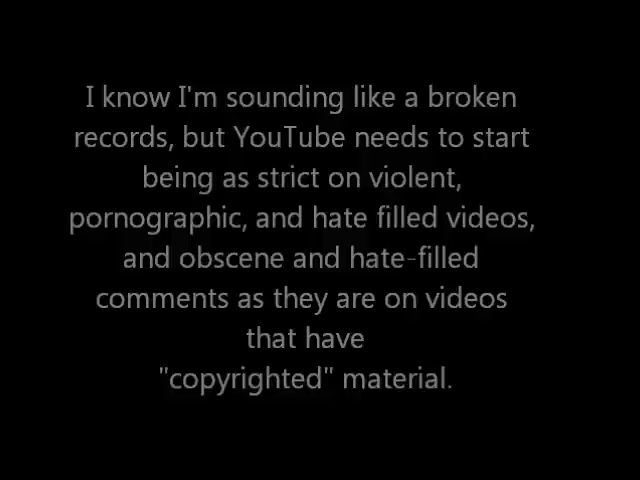 I know I'm sounding like a broken
records, but YouTube needs to start
being as strict on violent,
pornographic, and hate filled videos,
and obscene and hate-filled
comments as they are on videos
that have
"copyrighted" material.